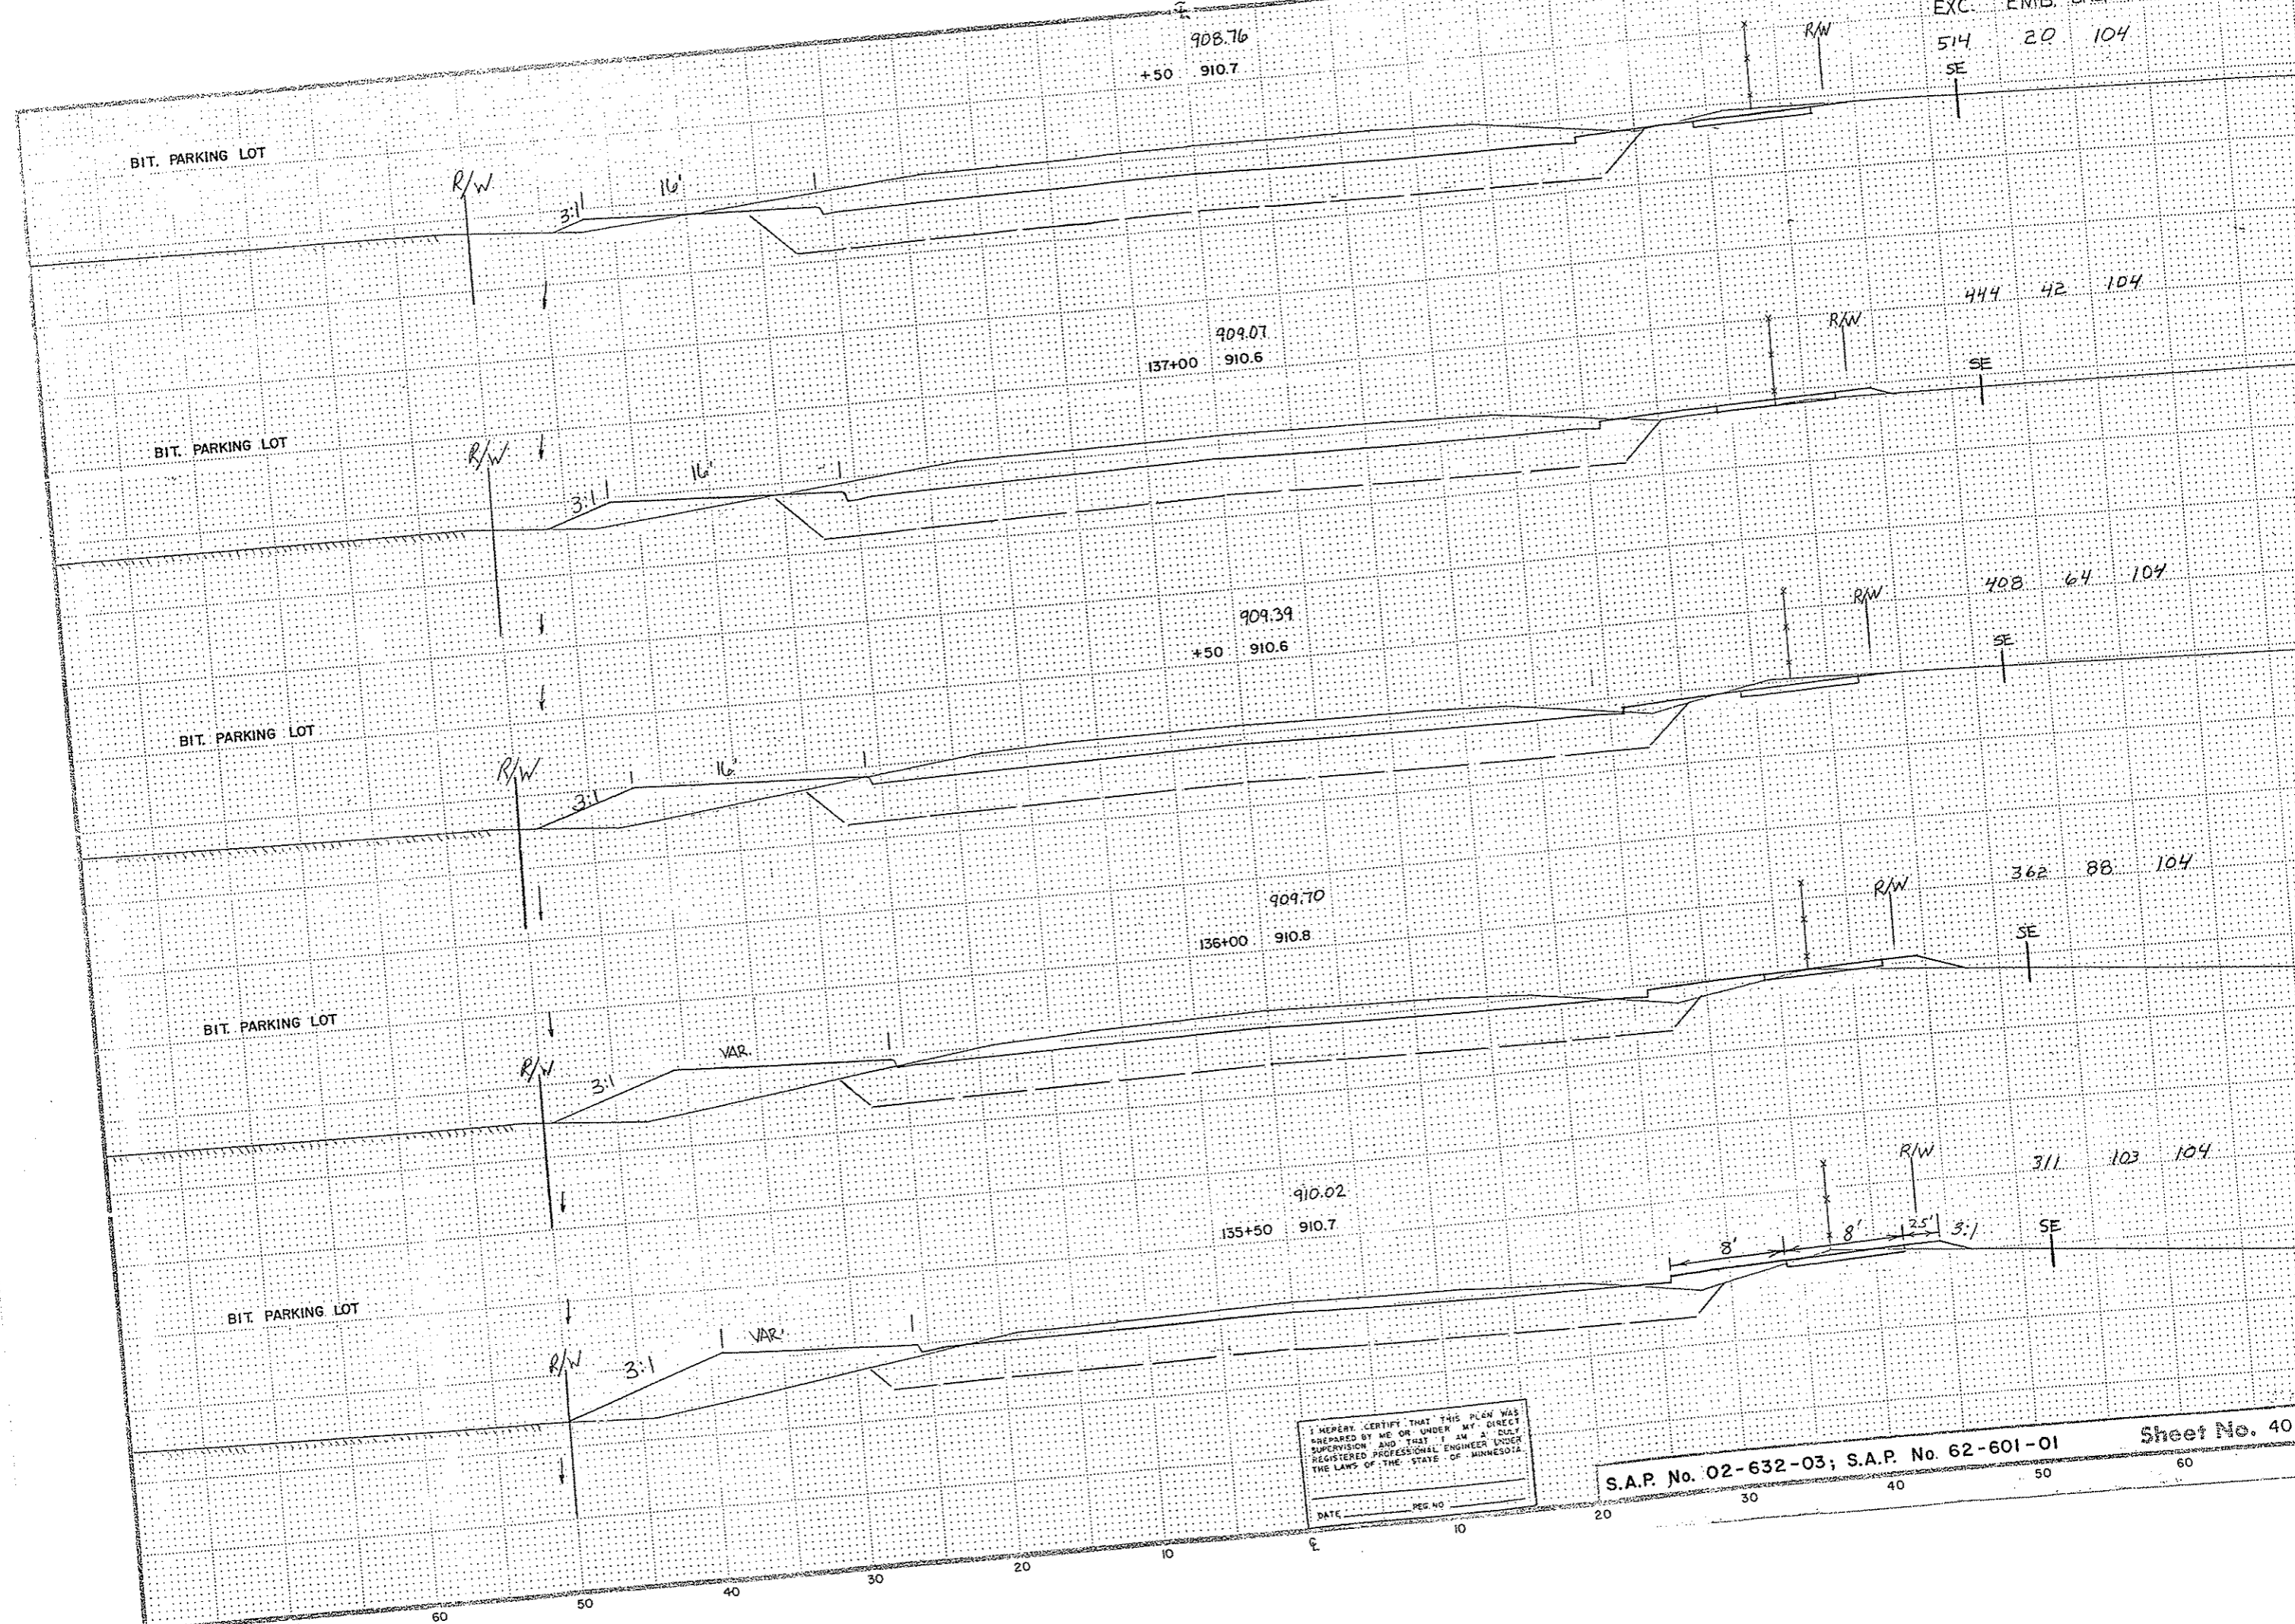 EXC. EMB.
908.76
+50 910.7
R/W
514 20 104
SE
BIT. PARKING LOT
R/W
3:1
16'
444 42 104
909.07
137+00 910.6
R/W
SE
BIT. PARKING LOT
R/W
3:1
16'
408 64 104
909.39
+50 910.6
R/W
SE
BIT. PARKING LOT
R/W
3:1
16'
362 88 104
909.70
136+00 910.8
R/W
SE
BIT. PARKING LOT
R/W
3:1
VAR.
311 103 104
910.02
135+50 910.7
R/W
8' 8' 2.5' 3:1
SE
BIT. PARKING LOT
R/W
3:1
VAR.
I HEREBY CERTIFY THAT THIS PLAN WAS
PREPARED BY ME OR UNDER MY DIRECT
SUPERVISION AND THAT I AM A DULY
REGISTERED PROFESSIONAL ENGINEER UNDER
THE LAWS OF THE STATE OF MINNESOTA
DATE REG. NO
S.A.P. No. 02-632-03; S.A.P. No. 62-601-01
Sheet No. 40
60 50 40 30 20 10 ℄ 10 20 30 40 50 60